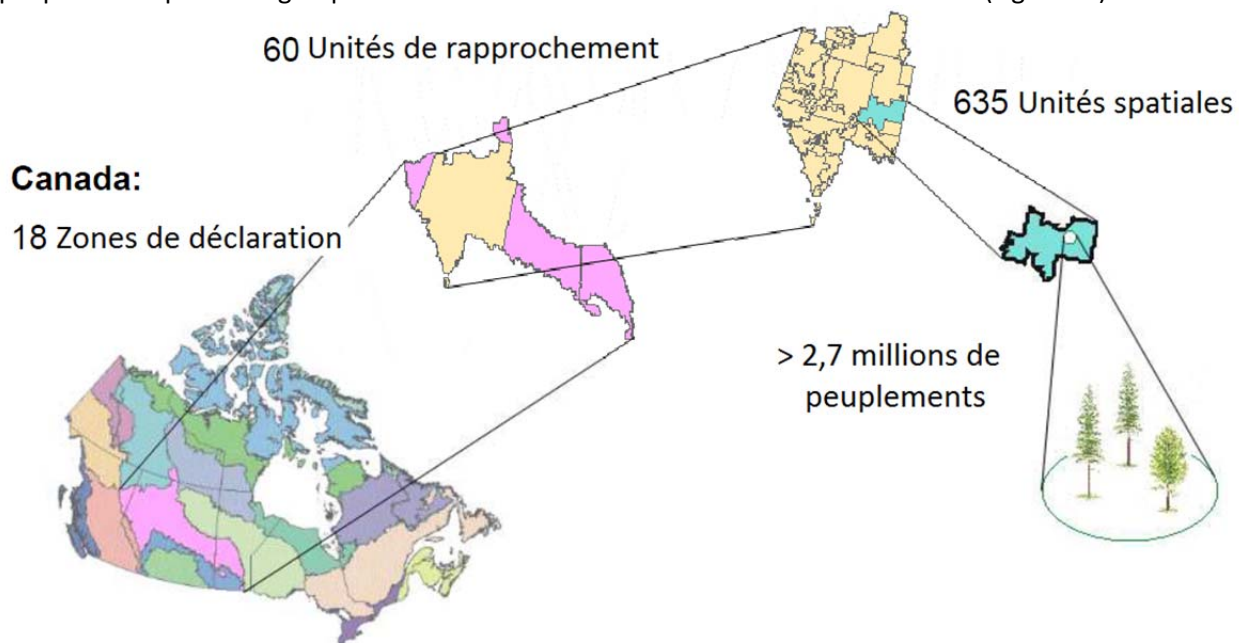 60 Unités de rapprochement
635 Unités spatiales
Canada:
18 Zones de déclaration
> 2,7 millions de
peuplements